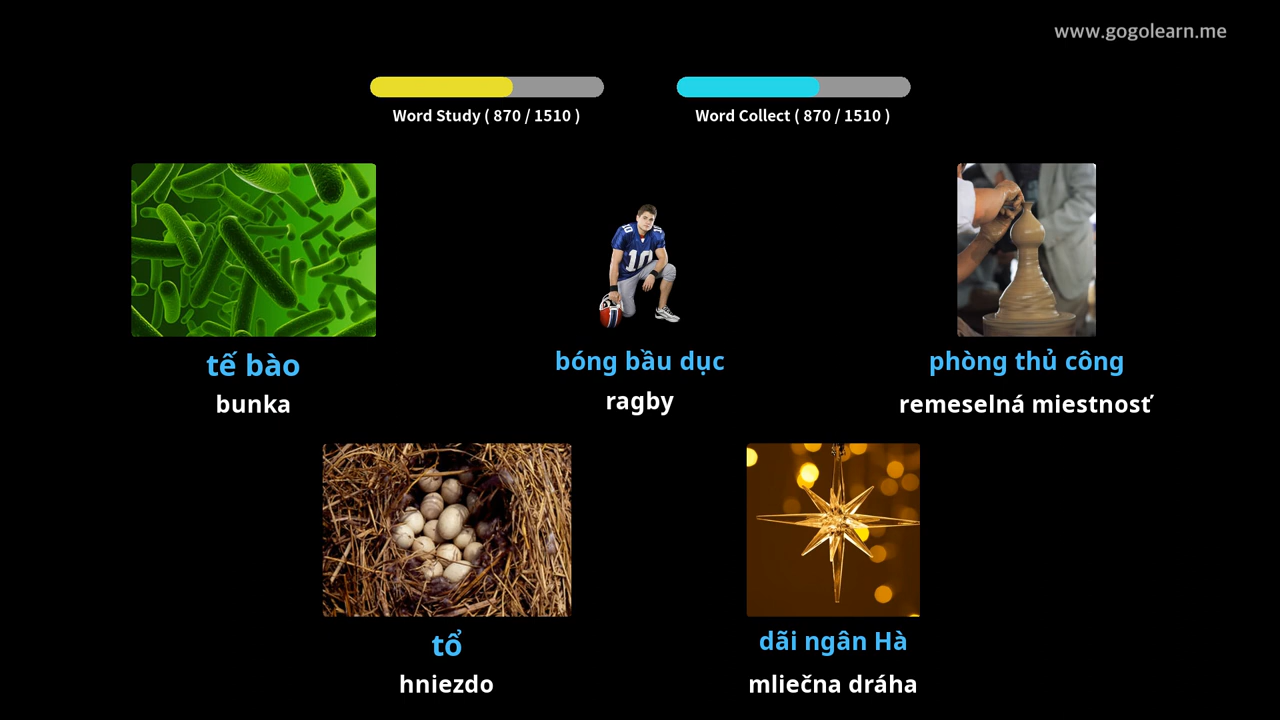 www.gogolearn.me
Word Study ( 870 / 1510 )
Word Collect ( 870 / 1510 )
tế bào
bunka
bóng bầu dục
ragby
phòng thủ công
remeselná miestnosť
tổ
hniezdo
dãi ngân Hà
mliečna dráha